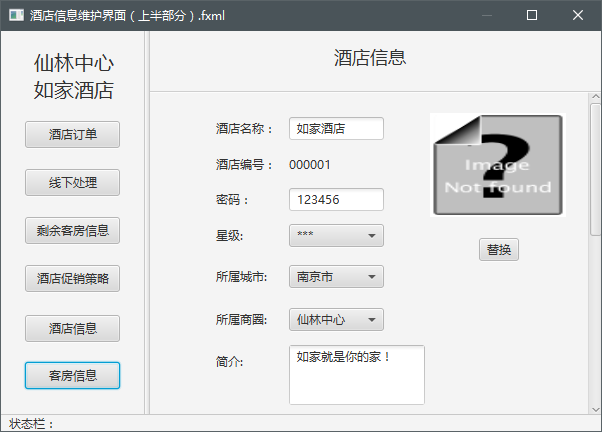 酒店信息维护界面（上半部分）.fxml
仙林中心
如家酒店
酒店订单
线下处理
剩余客房信息
酒店促销策略
酒店信息
客房信息
酒店信息
酒店名称： 如家酒店
酒店编号： 000001
密码： 123456
星级: ***
所属城市: 南京市
所属商圈: 仙林中心
简介: 如家就是你的家！
Image
Not found
替换
状态栏：